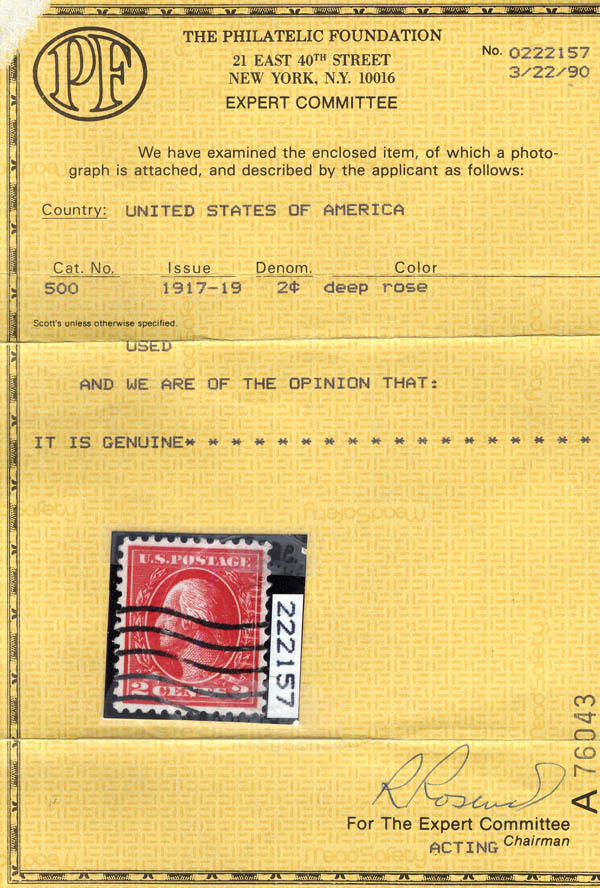 PF
THE PHILATELIC FOUNDATION
21 EAST 40TH STREET
NEW YORK, N.Y. 10016
EXPERT COMMITTEE
No. 0222157
3/22/90
We have examined the enclosed item, of which a photo-
graph is attached, and described by the applicant as follows:
Country: UNITED STATES OF AMERICA
Cat. No. Issue Denom. Color
500 1917-19 2¢ deep rose
Scott's unless otherwise specified.
USED
AND WE ARE OF THE OPINION THAT:
IT IS GENUINE* * * * * * * * * * * * * * * * * *
U.S. POSTAGE
2 CENTS 2
222157
A 76043
R Rosend
For The Expert Committee
ACTING Chairman